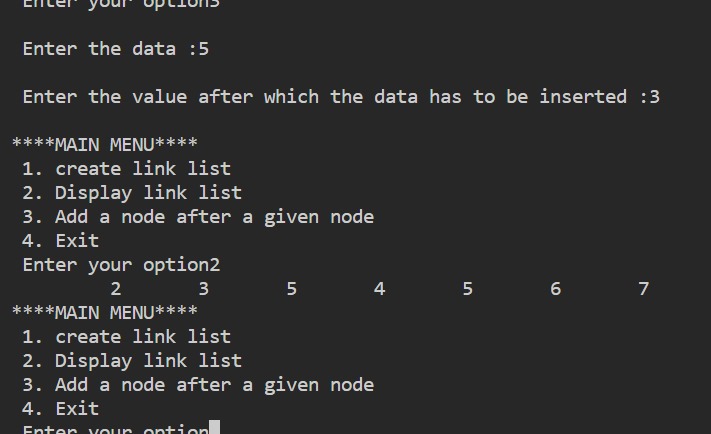 Enter your option3
Enter the data :5
Enter the value after which the data has to be inserted :3
****MAIN MENU****
1. create link list
2. Display link list
3. Add a node after a given node
4. Exit
Enter your option2
2 3 5 4 5 6 7
****MAIN MENU****
1. create link list
2. Display link list
3. Add a node after a given node
4. Exit
Enter your option